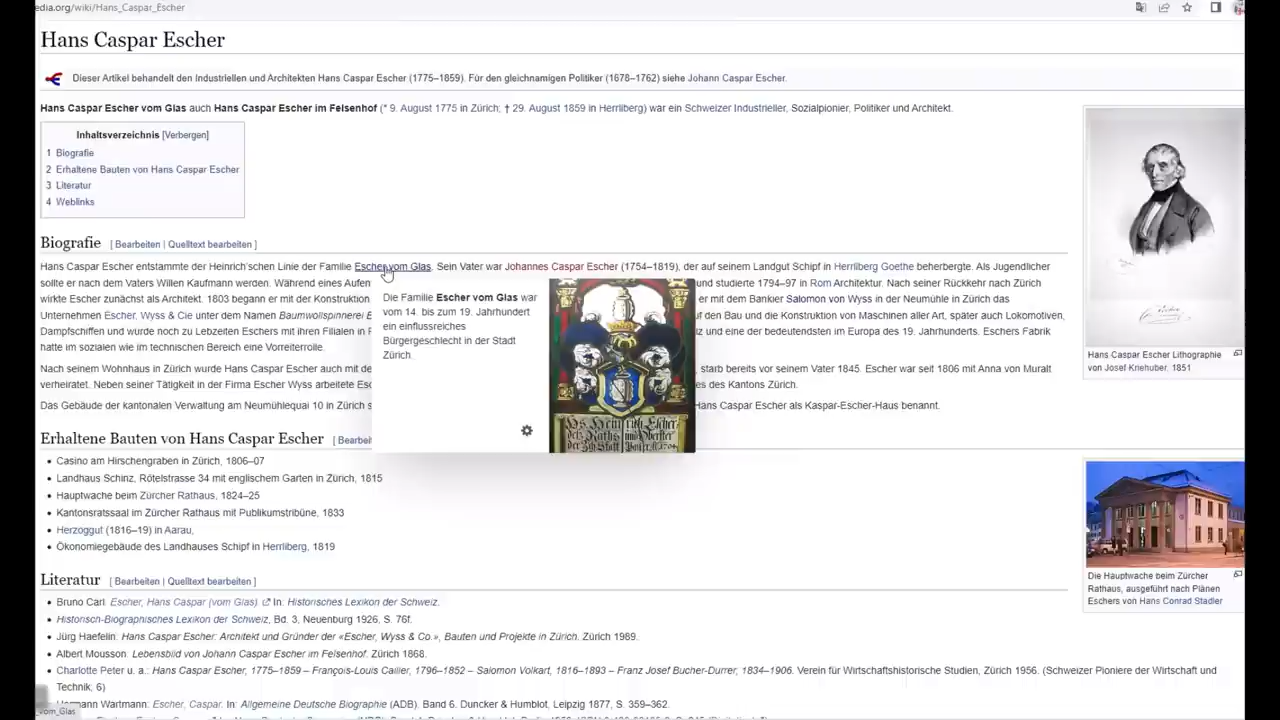 edia.org/wiki/Hans_Caspar_Escher
Hans Caspar Escher
Dieser Artikel behandelt den Industriellen und Architekten Hans Caspar Escher (1775–1859). Für den gleichnamigen Politiker (1678–1762) siehe Johann Caspar Escher.
Hans Caspar Escher vom Glas auch Hans Caspar Escher im Felsenhof (* 9. August 1775 in Zürich; † 29. August 1859 in Herrliberg) war ein Schweizer Industrieller, Sozialpionier, Politiker und Architekt.
Inhaltsverzeichnis [Verbergen]
1 Biografie
2 Erhaltene Bauten von Hans Caspar Escher
3 Literatur
4 Weblinks
Biografie [ Bearbeiten | Quelltext bearbeiten ]
Hans Caspar Escher entstammte der Heinrich'schen Linie der Familie Escher vom Glas. Sein Vater war Johannes Caspar Escher (1754–1819), der auf seinem Landgut Schipf in Herrliberg Goethe beherbergte. Als Jugendlicher
sollte er nach dem Vaters Willen Kaufmann werden. Während eines Aufen und studierte 1794–97 in Rom Architektur. Nach seiner Rückkehr nach Zürich
wirkte Escher zunächst als Architekt. 1803 begann er mit der Konstruktion er mit dem Bankier Salomon von Wyss in der Neumühle in Zürich das
Unternehmen Escher, Wyss & Cie unter dem Namen Baumwollspinnerei E f den Bau und die Konstruktion von Maschinen aller Art, später auch Lokomotiven,
Dampfschiffen und wurde noch zu Lebzeiten Eschers mit ihren Filialen in iz und eine der bedeutendsten im Europa des 19. Jahrhunderts. Eschers Fabrik
hatte im sozialen wie im technischen Bereich eine Vorreiterrolle.
Nach seinem Wohnhaus in Zürich wurde Hans Caspar Escher auch mit de starb bereits vor seinem Vater 1845. Escher war seit 1806 mit Anna von Muralt
verheiratet. Neben seiner Tätigkeit in der Firma Escher Wyss arbeitete Esc es des Kantons Zürich.
Das Gebäude der kantonalen Verwaltung am Neumühlequai 10 in Zürich s Hans Caspar Escher als Kaspar-Escher-Haus benannt.
Die Familie Escher vom Glas war
vom 14. bis zum 19. Jahrhundert
ein einflussreiches
Bürgergeschlecht in der Stadt
Zürich.
Hans Caspar Escher Lithographie
von Josef Kriehuber, 1851
Erhaltene Bauten von Hans Caspar Escher [ Bearbei
Casino am Hirschengraben in Zürich, 1806–07
Landhaus Schinz, Rötelstrasse 34 mit englischem Garten in Zürich, 1815
Hauptwache beim Zürcher Rathaus, 1824–25
Kantonsratssaal im Zürcher Rathaus mit Publikumstribüne, 1833
Herzoggut (1816–19) in Aarau,
Ökonomiegebäude des Landhauses Schipf in Herrliberg, 1819
Die Hauptwache beim Zürcher
Rathaus, ausgeführt nach Plänen
Eschers von Hans Conrad Stadler
Literatur [ Bearbeiten | Quelltext bearbeiten ]
Bruno Carl: Escher, Hans Caspar (vom Glas). In: Historisches Lexikon der Schweiz.
Historisch-Biographisches Lexikon der Schweiz, Bd. 3, Neuenburg 1926, S. 76f.
Jürg Haefelin: Hans Caspar Escher: Architekt und Gründer der «Escher, Wyss & Co.», Bauten und Projekte in Zürich. Zürich 1989.
Albert Mousson: Lebensbild von Johann Caspar Escher im Felsenhof. Zürich 1868.
Charlotte Peter u. a.: Hans Caspar Escher, 1775–1859 – François-Louis Cailler, 1796–1852 – Salomon Volkart, 1816–1893 – Franz Josef Bucher-Durrer, 1834–1906. Verein für Wirtschaftshistorische Studien, Zürich 1956. (Schweizer Pioniere der Wirtschaft und
Technik, 6)
Hermann Wartmann: Escher, Caspar. In: Allgemeine Deutsche Biographie (ADB). Band 6, Duncker & Humblot, Leipzig 1877, S. 359–362.
_vom_Glas